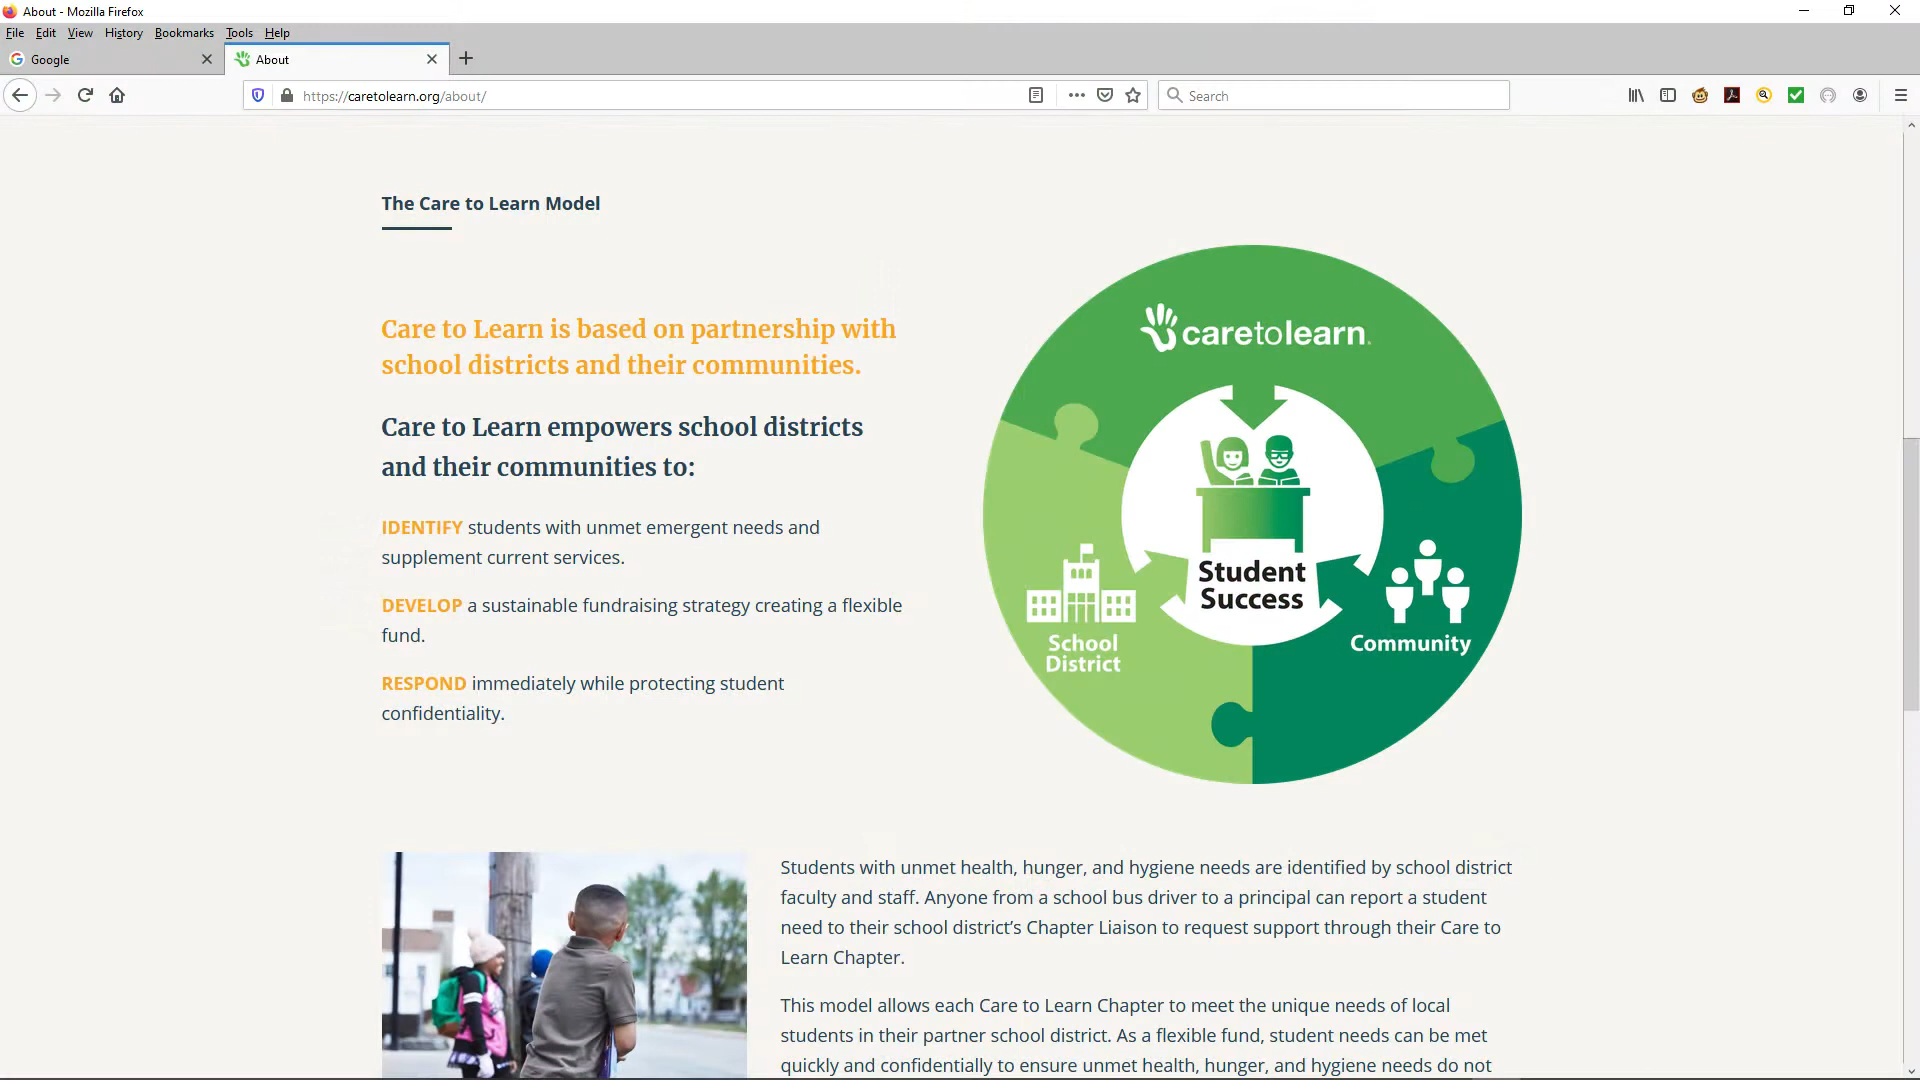 About - Mozilla Firefox
File Edit View History Bookmarks Tools Help
Google
About
https://caretolearn.org/about/
Search
The Care to Learn Model
Care to Learn is based on partnership with
school districts and their communities.
Care to Learn empowers school districts
and their communities to:
IDENTIFY students with unmet emergent needs and
supplement current services.
DEVELOP a sustainable fundraising strategy creating a flexible
fund.
RESPOND immediately while protecting student
confidentiality.
caretolearn.
Student
Success
School
District
Community
Students with unmet health, hunger, and hygiene needs are identified by school district
faculty and staff. Anyone from a school bus driver to a principal can report a student
need to their school district’s Chapter Liaison to request support through their Care to
Learn Chapter.
This model allows each Care to Learn Chapter to meet the unique needs of local
students in their partner school district. As a flexible fund, student needs can be met
quickly and confidentially to ensure unmet health, hunger, and hygiene needs do not